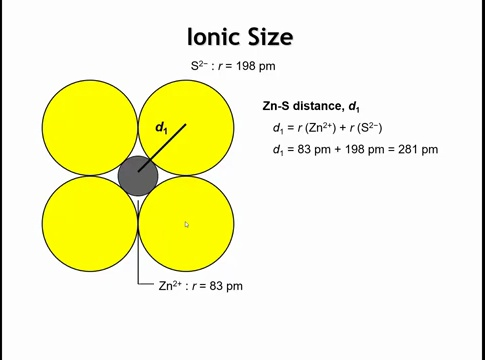 Ionic Size
S²⁻ : r = 198 pm
Zn-S distance, d₁
d₁ = r (Zn²⁺) + r (S²⁻)
d₁ = 83 pm + 198 pm = 281 pm
d₁
Zn²⁺ : r = 83 pm